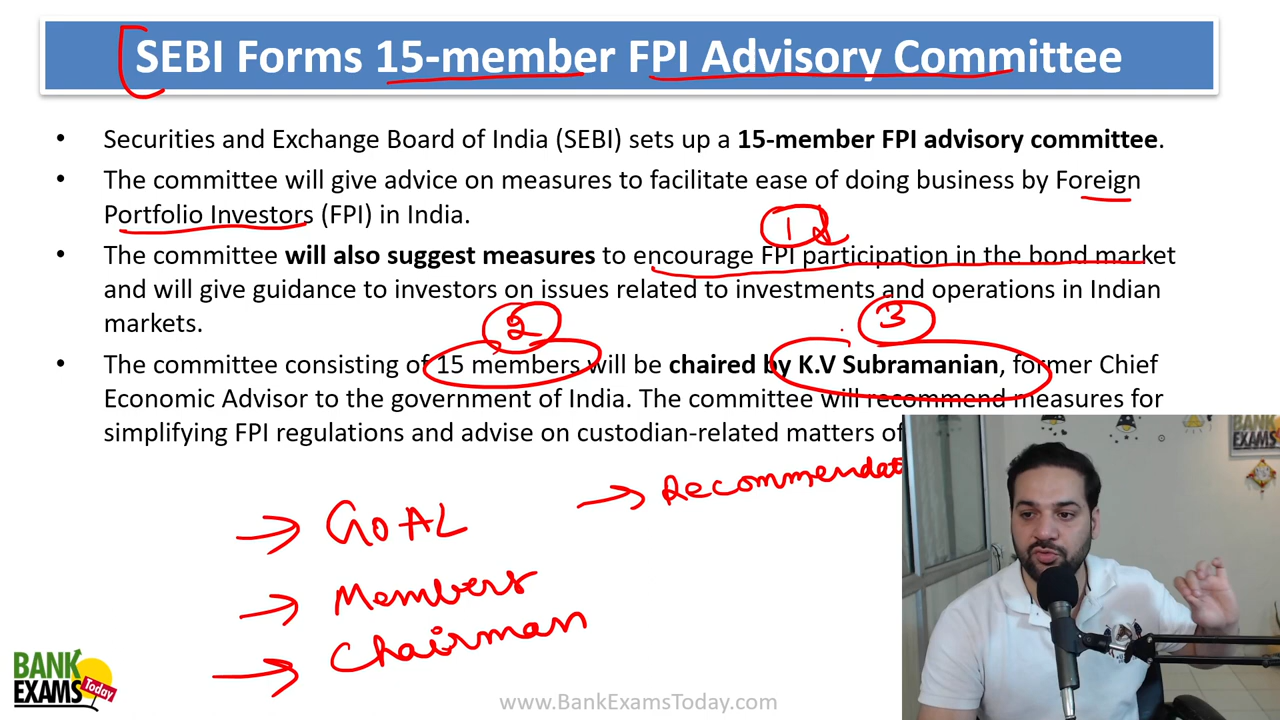 SEBI Forms 15-member FPI Advisory Committee
• Securities and Exchange Board of India (SEBI) sets up a 15-member FPI advisory committee.
• The committee will give advice on measures to facilitate ease of doing business by Foreign
Portfolio Investors (FPI) in India.
1
• The committee will also suggest measures to encourage FPI participation in the bond market
and will give guidance to investors on issues related to investments and operations in Indian
markets.
2 3
• The committee consisting of 15 members will be chaired by K.V Subramanian, former Chief
Economic Advisor to the government of India. The committee will recommend measures for
simplifying FPI regulations and advise on custodian-related matters of
→ Recommendat
→ GOAL
→ Members
→ Chairman
BANK
EXAMS
Today
www.BankExamsToday.com
BANK
EXAMS